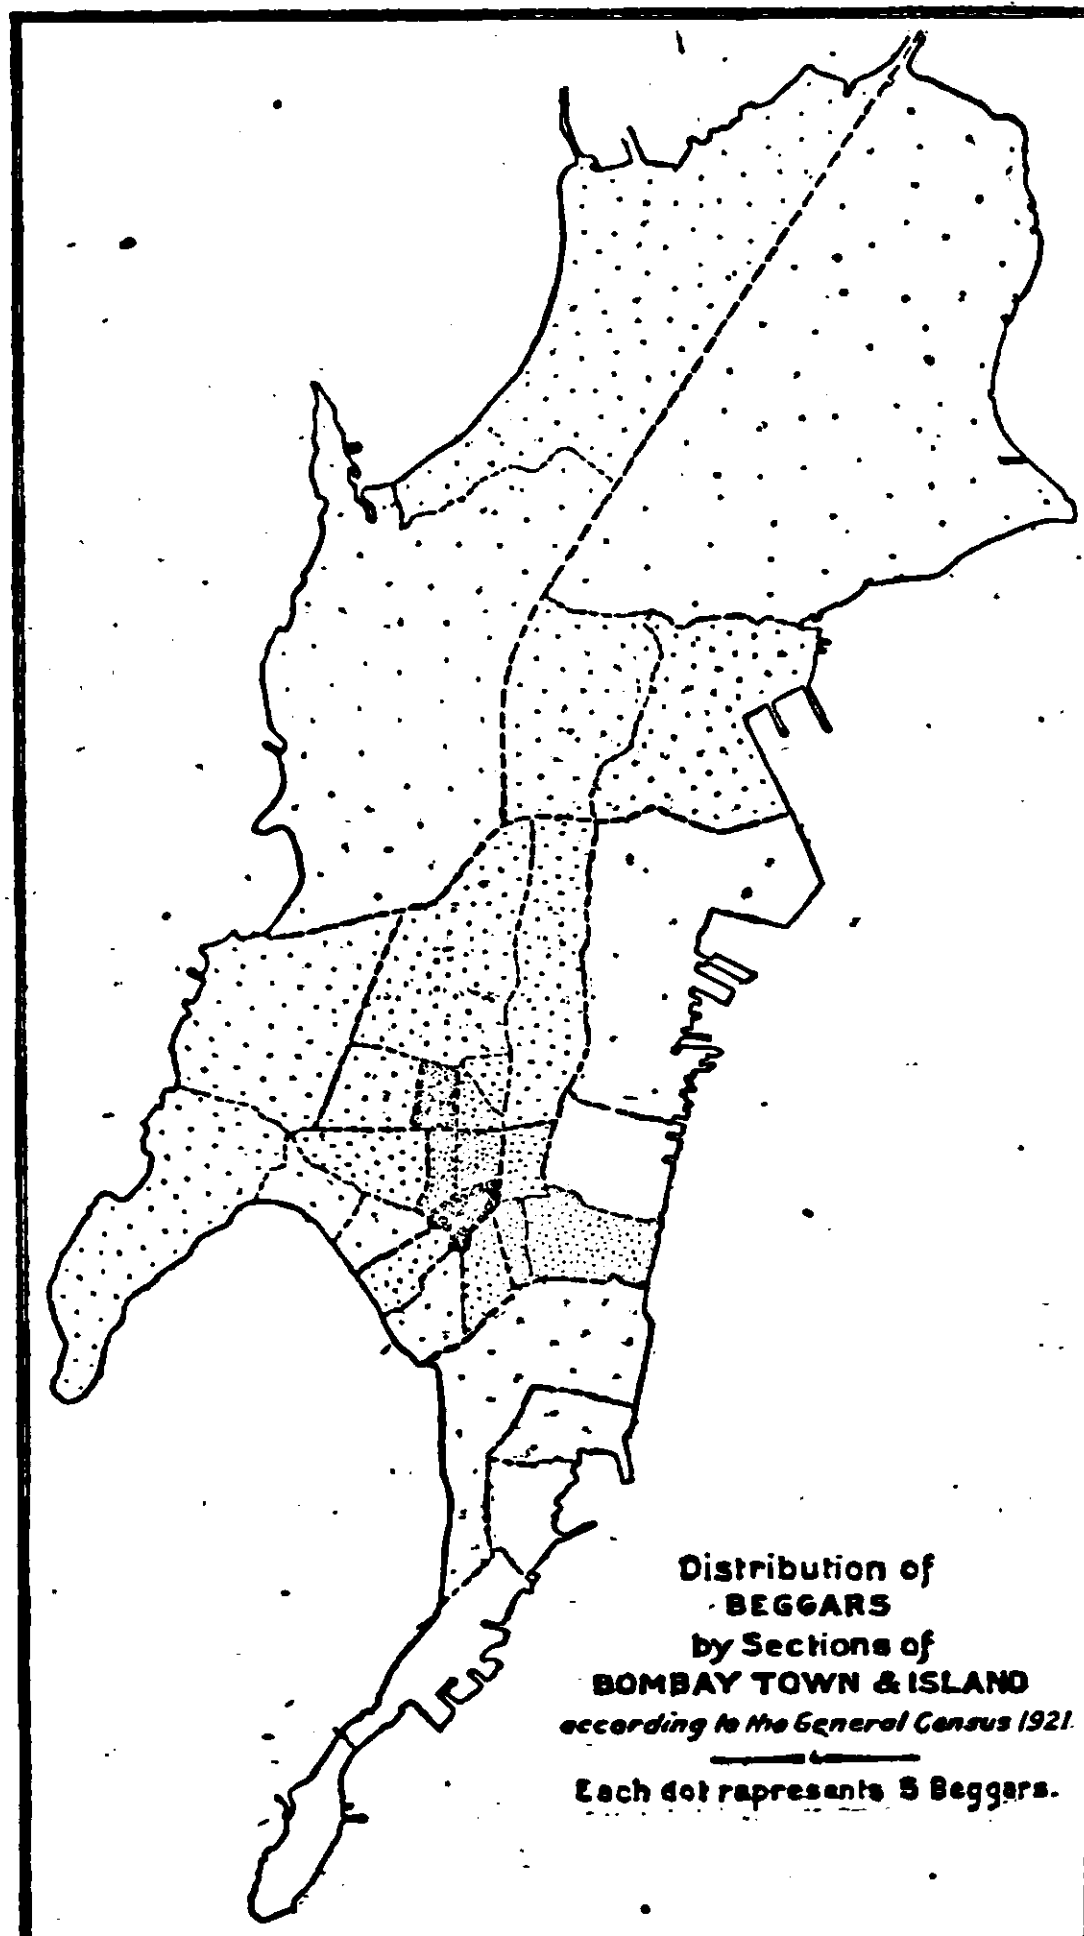 Distribution of
BEGGARS
by Sections of
BOMBAY TOWN & ISLAND
according to the General Census 1921.
Each dot rapresents 5 Beggars.